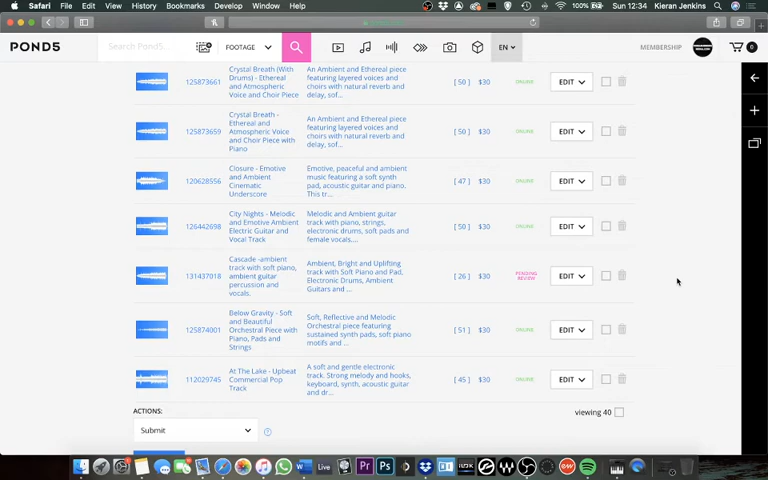 Safari File Edit View History Bookmarks Develop Window Help
100% Sun 12:34 Kieran Jenkins
POND5 Search Pond5... FOOTAGE EN MEMBERSHIP 0
125873661 Crystal Breath (With Drums) - Ethereal and Atmospheric Voice and Choir Piece
An Ambient and Ethereal piece featuring layered voices and choirs with natural reverb and delay, sof...
[ 50 ] $30 ONLINE EDIT
125873659 Crystal Breath - Ethereal and Atmospheric Voice and Choir Piece with Piano
An Ambient and Ethereal piece featuring layered voices and choirs with natural reverb and delay, sof...
[ 50 ] $30 ONLINE EDIT
120628556 Closure - Emotive and Ambient Cinematic Underscore
Emotive, peaceful and ambient music featuring a soft synth pad, acoustic guitar and piano. This tr...
[ 47 ] $30 ONLINE EDIT
126442698 City Nights - Melodic and Emotive Ambient Electric Guitar and Vocal Track
Melodic and Ambient guitar track with piano, strings, electronic drums, soft pads and female vocals,...
[ 50 ] $30 ONLINE EDIT
131437018 Cascade -ambient track with soft piano, ambient guitar percussion and vocals.
Ambient, Bright and Uplifting track with Soft Piano and Pad, Electronic Drums, Ambient Guitars and ...
[ 26 ] $30 PENDING REVIEW EDIT
125874001 Below Gravity - Soft and Beautiful Orchestral Piece with Piano, Pads and Strings
Soft, Reflective and Melodic Orchestral piece featuring sustained synth pads, soft piano motifs and ...
[ 51 ] $30 ONLINE EDIT
112029745 At The Lake - Upbeat Commercial Pop Track
A soft and gentle electronic track. Strong melody and hooks, keyboard, synth, acoustic guitar and dr...
[ 45 ] $30 ONLINE EDIT
ACTIONS: viewing 40
Submit